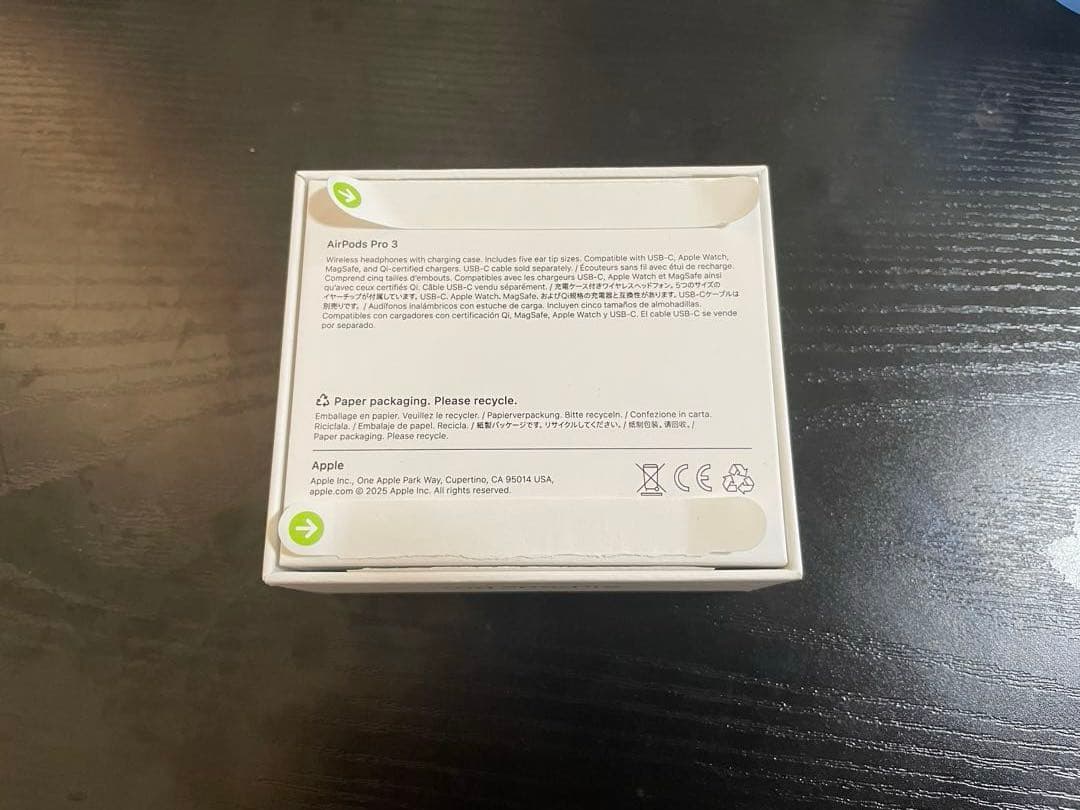 AirPods Pro 3
Wireless headphones with charging case. Includes five ear tip sizes. Compatible with USB-C, Apple Watch,
MagSafe, and Qi-certified chargers. USB-C cable sold separately. / Écouteurs sans fil avec étui de recharge.
Comprend cinq tailles d'embouts. Compatibles avec les chargeurs USB-C, Apple Watch et MagSafe ainsi
qu'avec ceux certifiés Qi. Câble USB-C vendu séparément. / 充電ケース付きワイヤレスヘッドフォン。5つのサイズの
イヤーチップが付属しています。USB-C、Apple Watch、MagSafe、およびQi規格の充電器と互換性があります。USB-Cケーブルは
別売りです。/ Audífonos inalámbricos con estuche de carga. Incluyen cinco tamaños de almohadillas.
Compatibles con cargadores con certificación Qi, MagSafe, Apple Watch y USB-C. El cable USB-C se vende
por separado.
Paper packaging. Please recycle.
Emballage en papier. Veuillez le recycler. / Papierverpackung. Bitte recyceln. / Confezione in carta.
Riciclala. / Embalaje de papel. Recicla. / 紙製パッケージです。リサイクルしてください。/ 纸制包装。请回收。/
Paper packaging. Please recycle.
Apple
Apple Inc., One Apple Park Way, Cupertino, CA 95014 USA,
apple.com © 2025 Apple Inc. All rights reserved.
CE